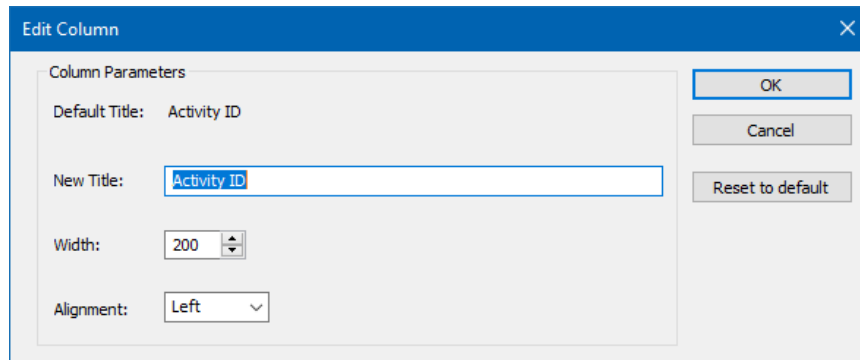 Edit Column
Column Parameters
Default Title: Activity ID
New Title: Activity ID
Width: 200
Alignment: Left
OK
Cancel
Reset to default